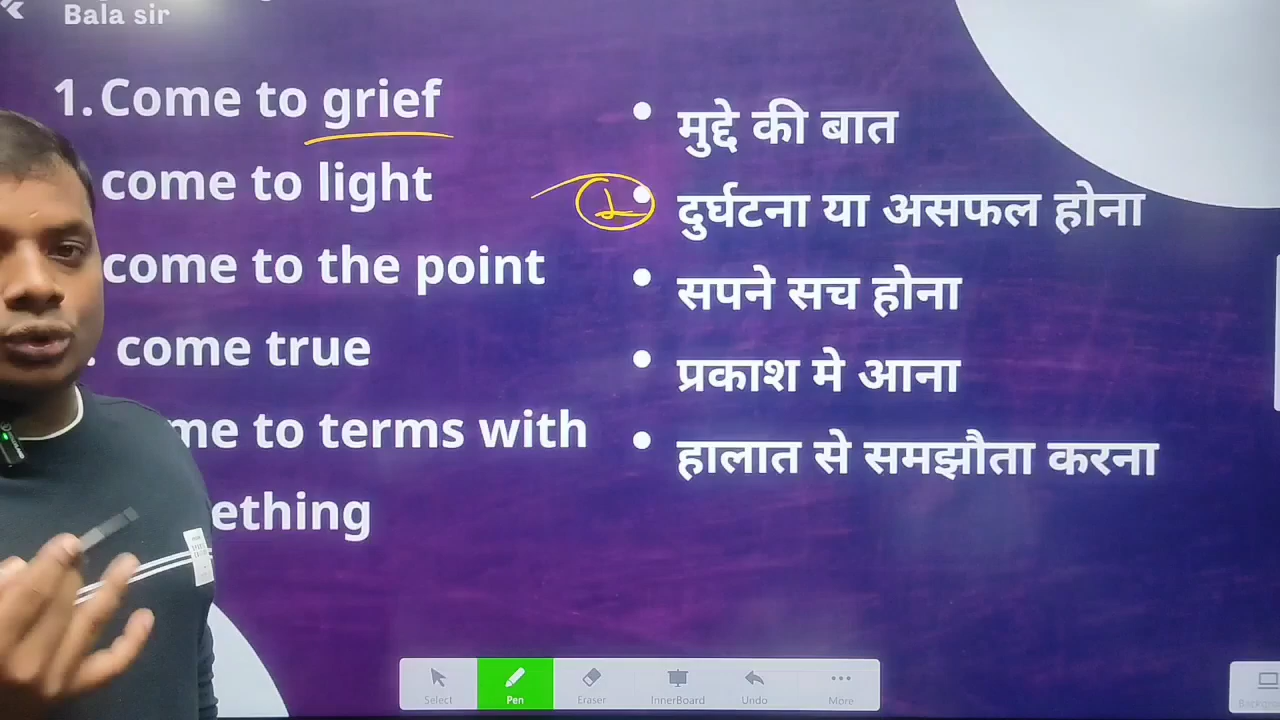 Bala sir
1. Come to grief
come to light
come to the point
. come true
me to terms with
ething
मुद्दे की बात
1 दुर्घटना या असफल होना
सपने सच होना
प्रकाश मे आना
हालात से समझौता करना
Select Pen Eraser InnerBoard Undo More